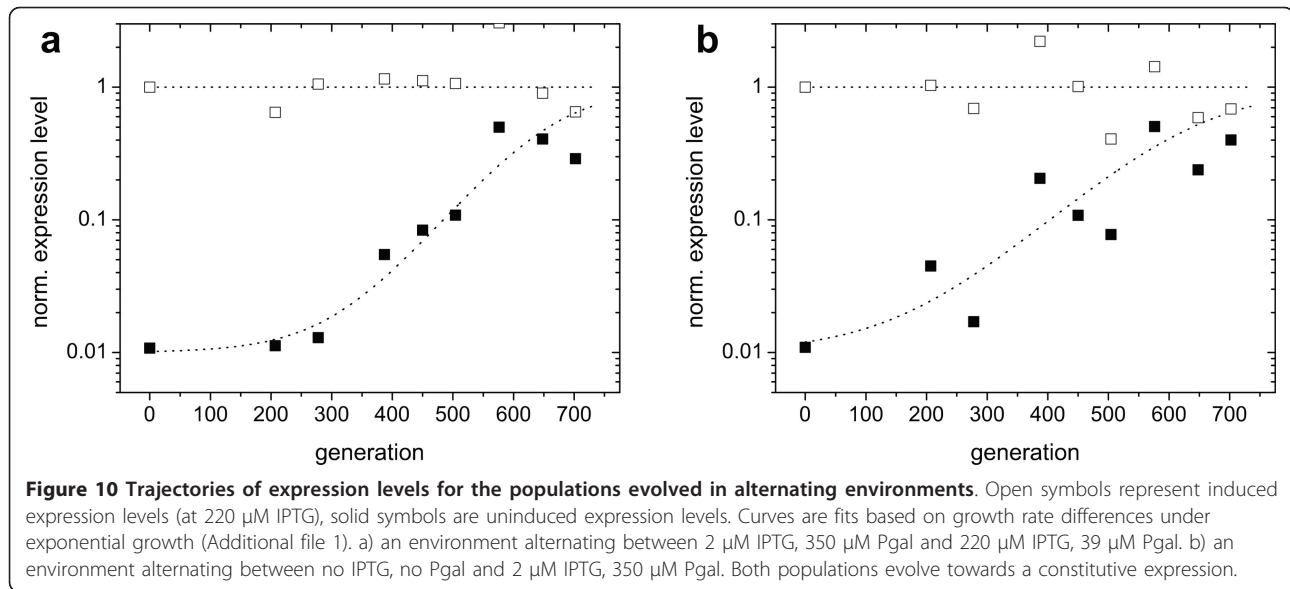 a
b
1
0.1
0.01
norm. expression level
0 100 200 300 400 500 600 700
generation
1
0.1
0.01
norm. expression level
0 100 200 300 400 500 600 700
generation
Figure 10 Trajectories of expression levels for the populations evolved in alternating environments. Open symbols represent induced
expression levels (at 220 μM IPTG), solid symbols are uninduced expression levels. Curves are fits based on growth rate differences under
exponential growth (Additional file 1). a) an environment alternating between 2 μM IPTG, 350 μM Pgal and 220 μM IPTG, 39 μM Pgal. b) an
environment alternating between no IPTG, no Pgal and 2 μM IPTG, 350 μM Pgal. Both populations evolve towards a constitutive expression.